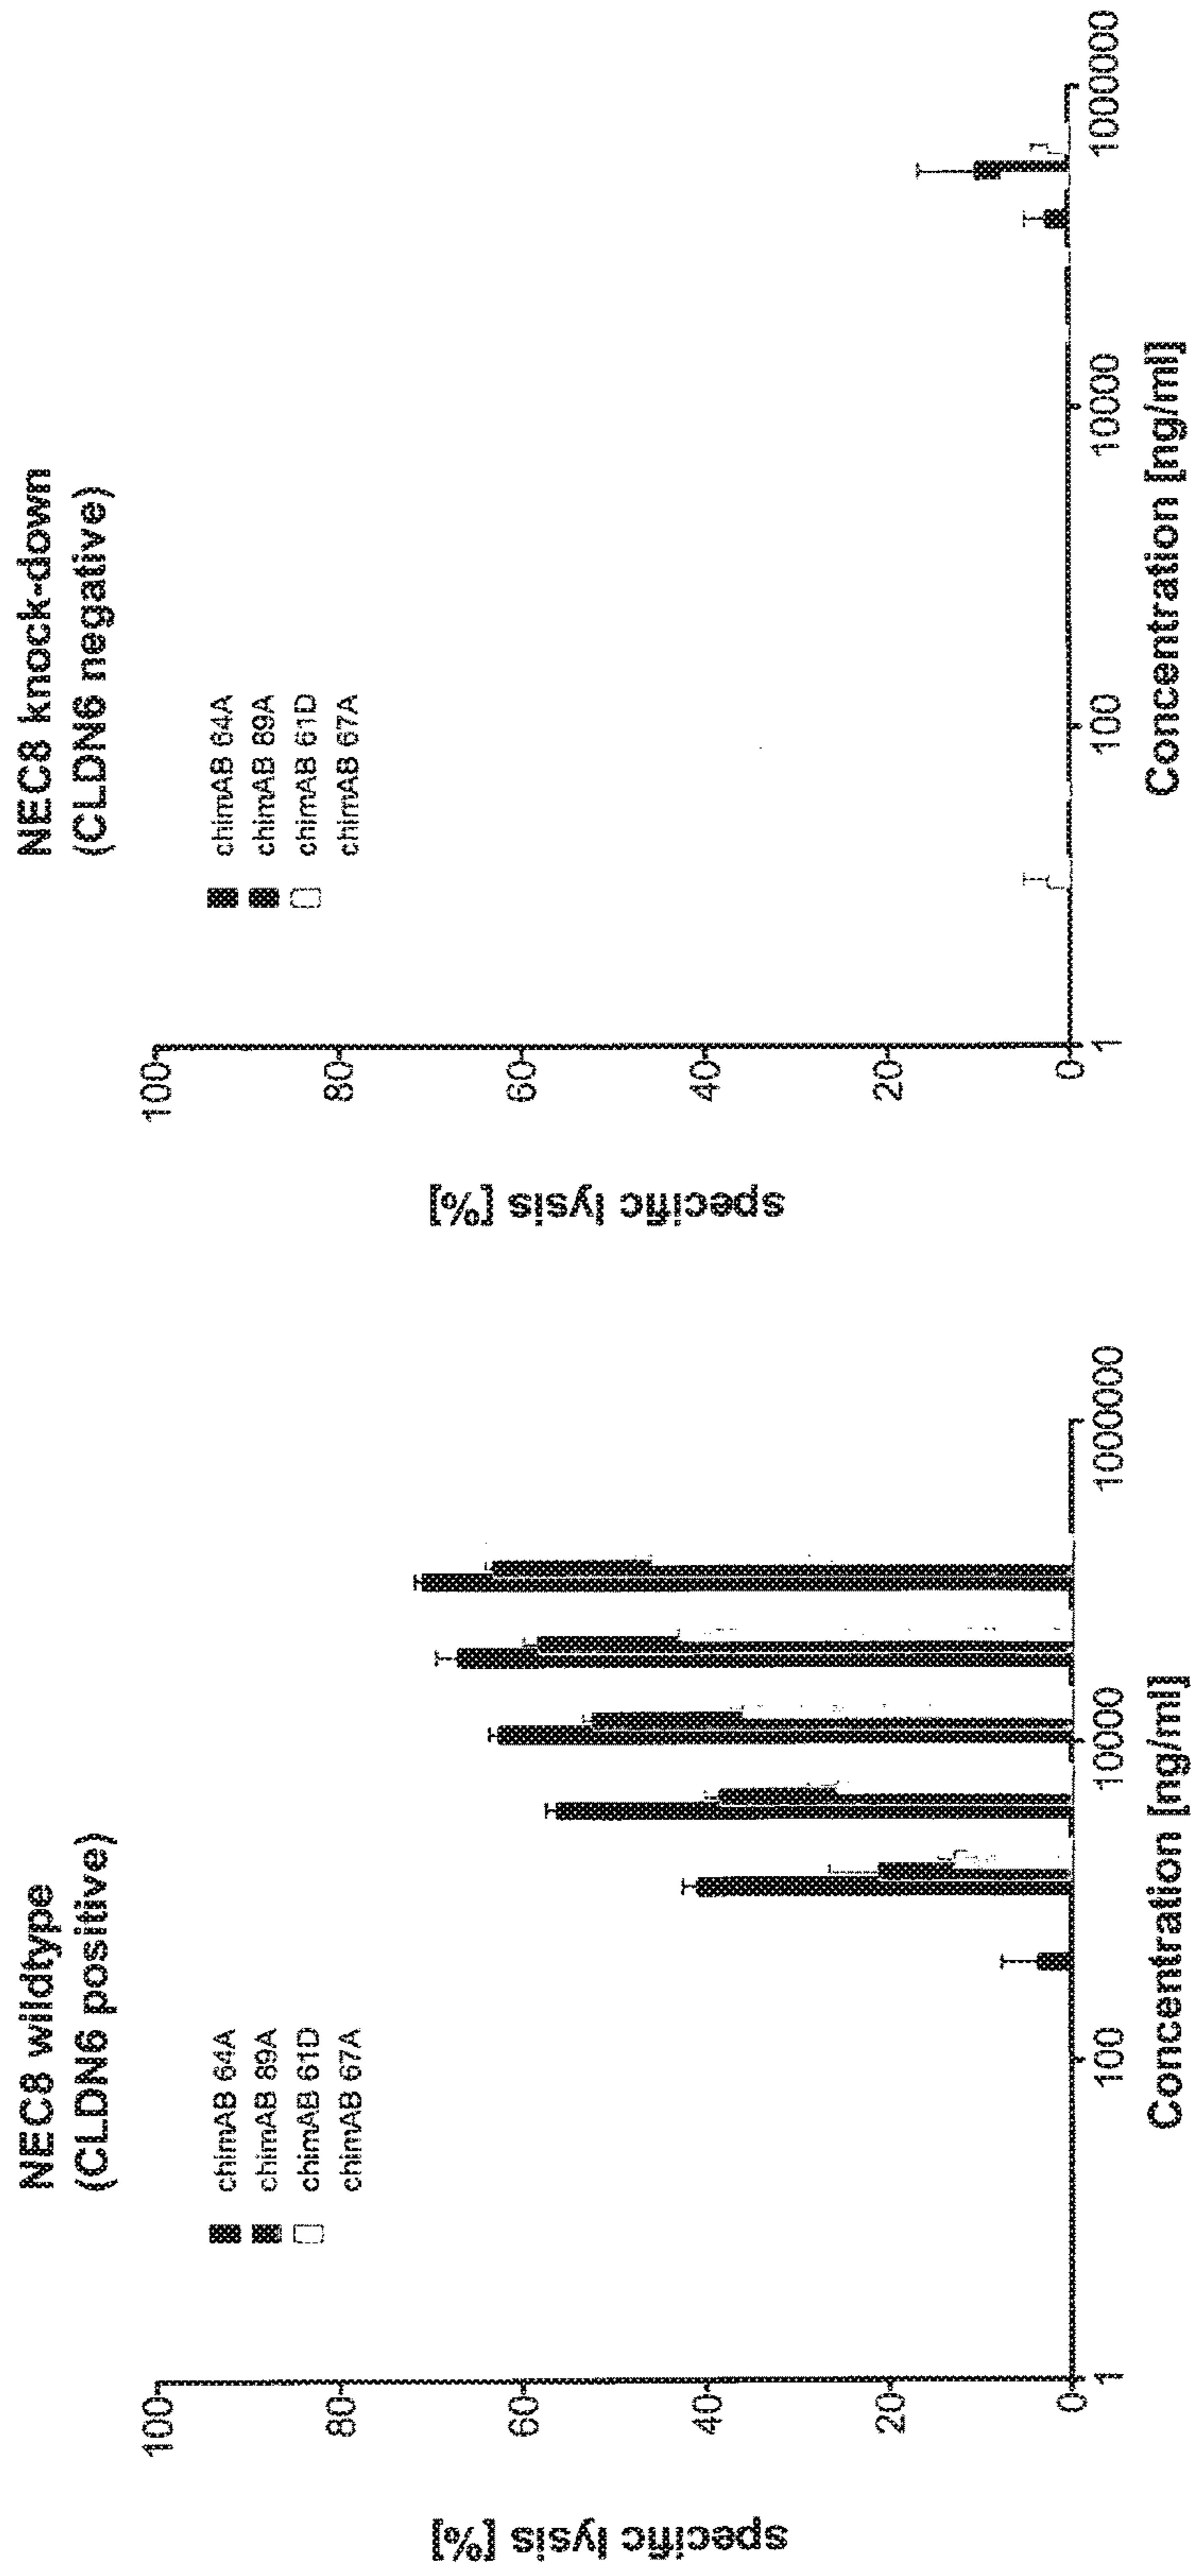 NEC8 wildtype
(CLDN6 positive)
chimAB 64A
chimAB 89A
chimAB 61D
chimAB 67A
specific lysis [%]
100
80
60
40
20
0
1
100
10000
1000000
Concentration [ng/ml]
NEC8 knock-down
(CLDN6 negative)
chimAB 64A
chimAB 89A
chimAB 61D
chimAB 67A
specific lysis [%]
100
80
60
40
20
0
1
100
10000
1000000
Concentration [ng/ml]